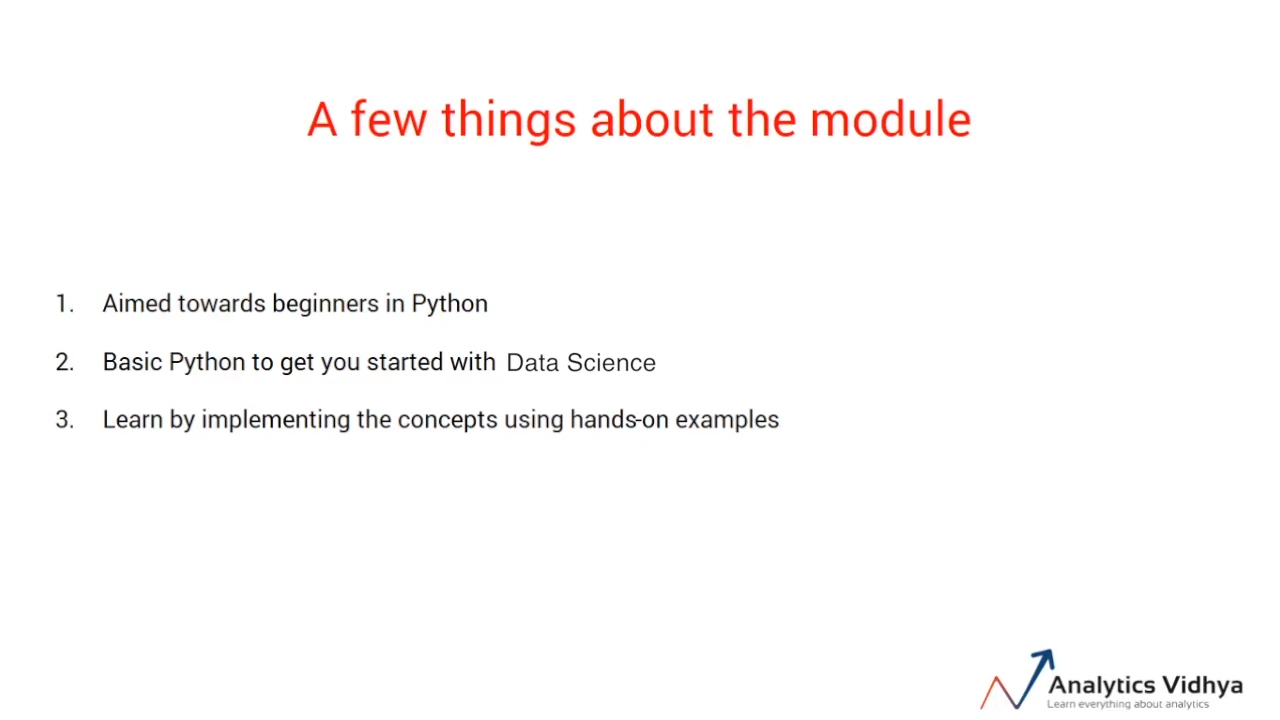 A few things about the module
1. Aimed towards beginners in Python
2. Basic Python to get you started with Data Science
3. Learn by implementing the concepts using hands-on examples
Analytics Vidhya
Learn everything about analytics